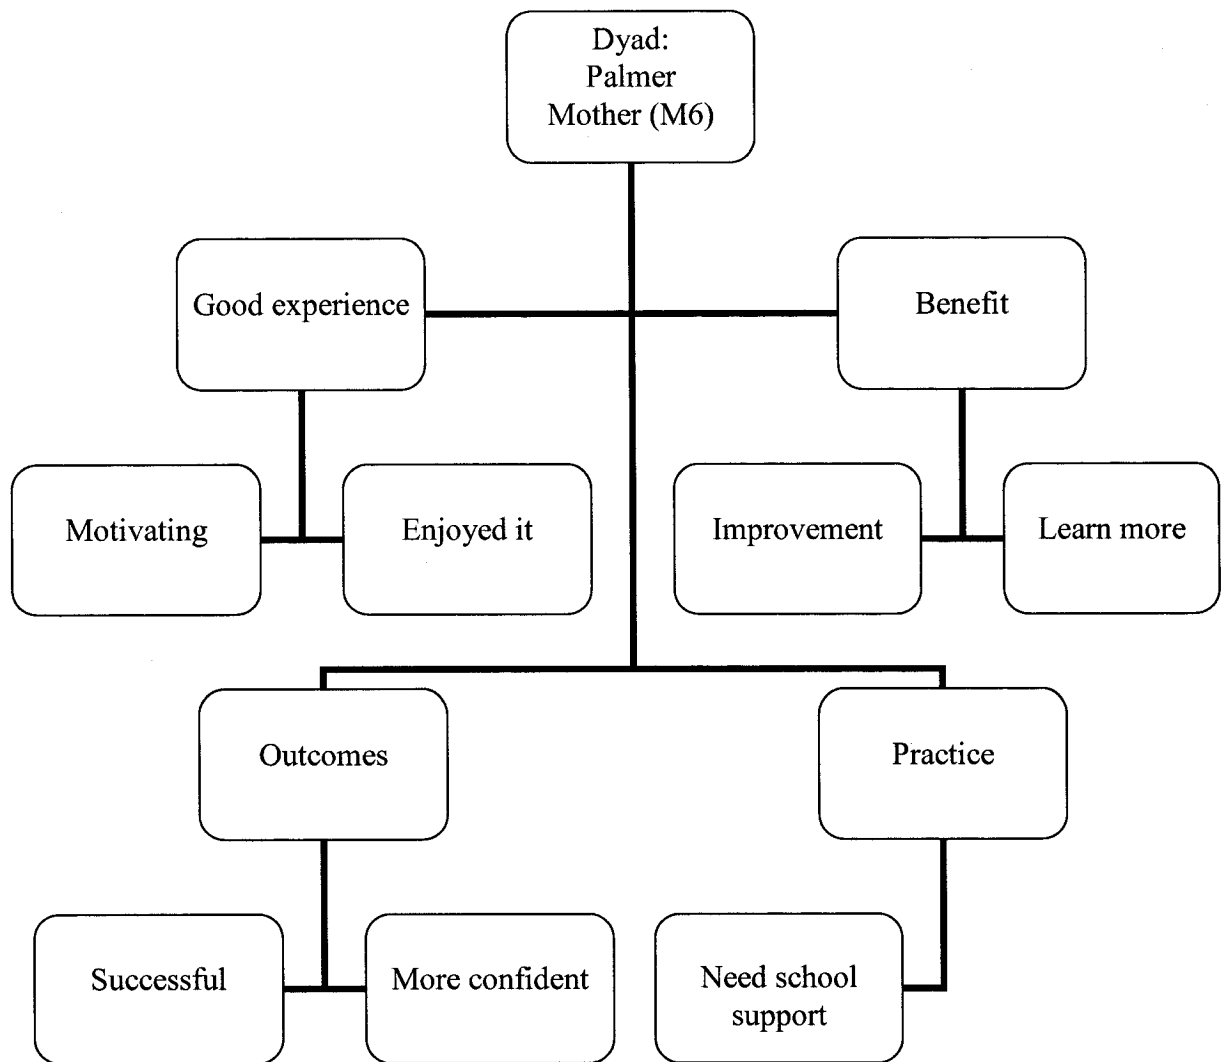 Dyad:
Palmer
Mother (M6)
Good experience
Benefit
Motivating
Enjoyed it
Improvement
Learn more
Outcomes
Practice
Successful
More confident
Need school
support